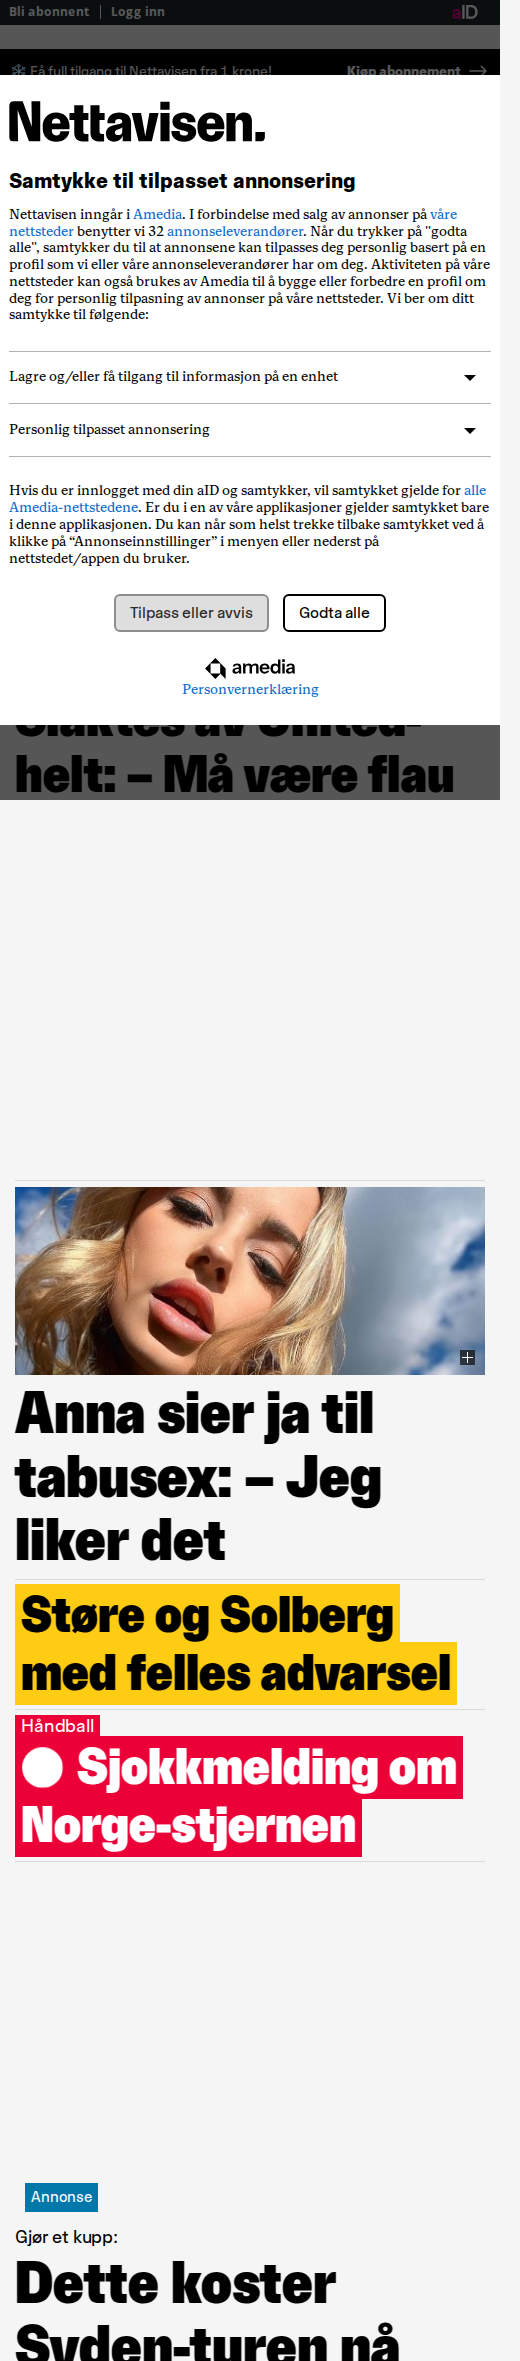 Bli abonnent | Logg inn aID
Få full tilgang til Nettavisen fra 1 krone! Kjøp abonnement →
Nettavisen.
Samtykke til tilpasset annonsering
Nettavisen inngår i Amedia. I forbindelse med salg av annonser på våre
nettsteder benytter vi 32 annonseleverandører. Når du trykker på "godta
alle", samtykker du til at annonsene kan tilpasses deg personlig basert på en
profil som vi eller våre annonseleverandører har om deg. Aktiviteten på våre
nettsteder kan også brukes av Amedia til å bygge eller forbedre en profil om
deg for personlig tilpasning av annonser på våre nettsteder. Vi ber om ditt
samtykke til følgende:
Lagre og/eller få tilgang til informasjon på en enhet
Personlig tilpasset annonsering
Hvis du er innlogget med din aID og samtykker, vil samtykket gjelde for alle
Amedia-nettstedene. Er du i en av våre applikasjoner gjelder samtykket bare
i denne applikasjonen. Du kan når som helst trekke tilbake samtykket ved å
klikke på “Annonseinnstillinger” i menyen eller nederst på
nettstedet/appen du bruker.
Tilpass eller avvis Godta alle
amedia
Personvernerklæring
Slaktes av United-
helt: – Må være flau
Anna sier ja til
tabusex: – Jeg
liker det
Støre og Solberg
med felles advarsel
Håndball
Sjokkmelding om
Norge-stjernen
Annonse
Gjør et kupp:
Dette koster
Syden-turen nå